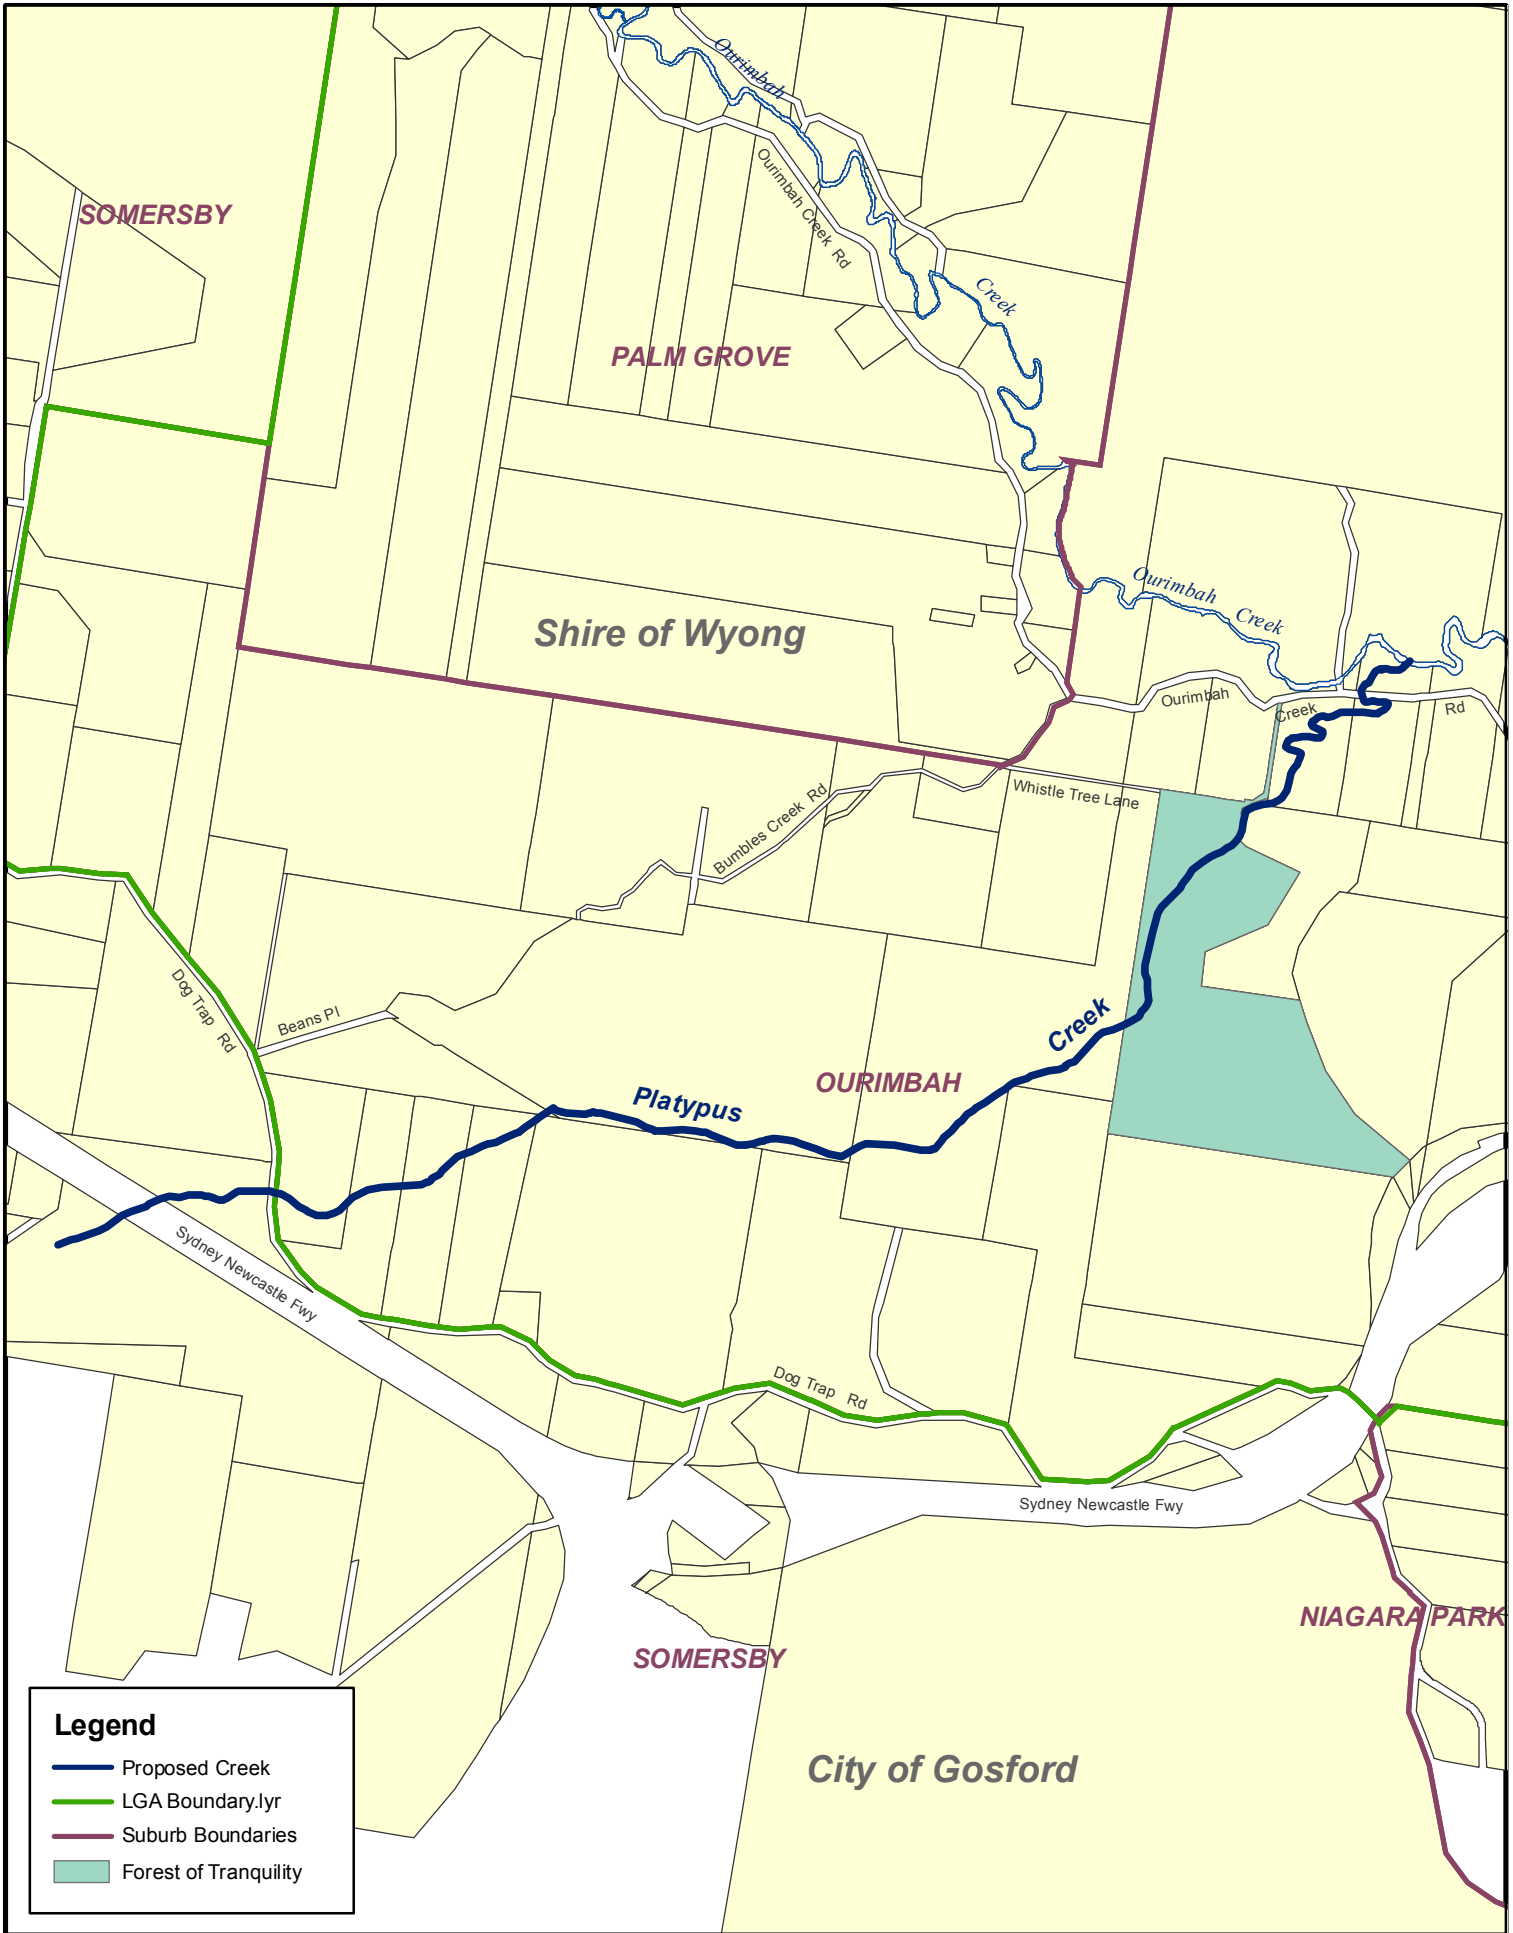 Ourimbah
Ourimbah Creek Rd
SOMERSBY
Creek
PALM GROVE
Ourimbah
Creek
Shire of Wyong
Ourimbah
Creek
Rd
Whistle Tree Lane
Bumbles Creek Rd
Dog Trap Rd
Beans Pl
Creek
OURIMBAH
Platypus
Sydney Newcastle Fwy
Dog Trap Rd
Sydney Newcastle Fwy
NIAGARA PARK
SOMERSBY
City of Gosford
Legend
Proposed Creek
LGA Boundary.lyr
Suburb Boundaries
Forest of Tranquility